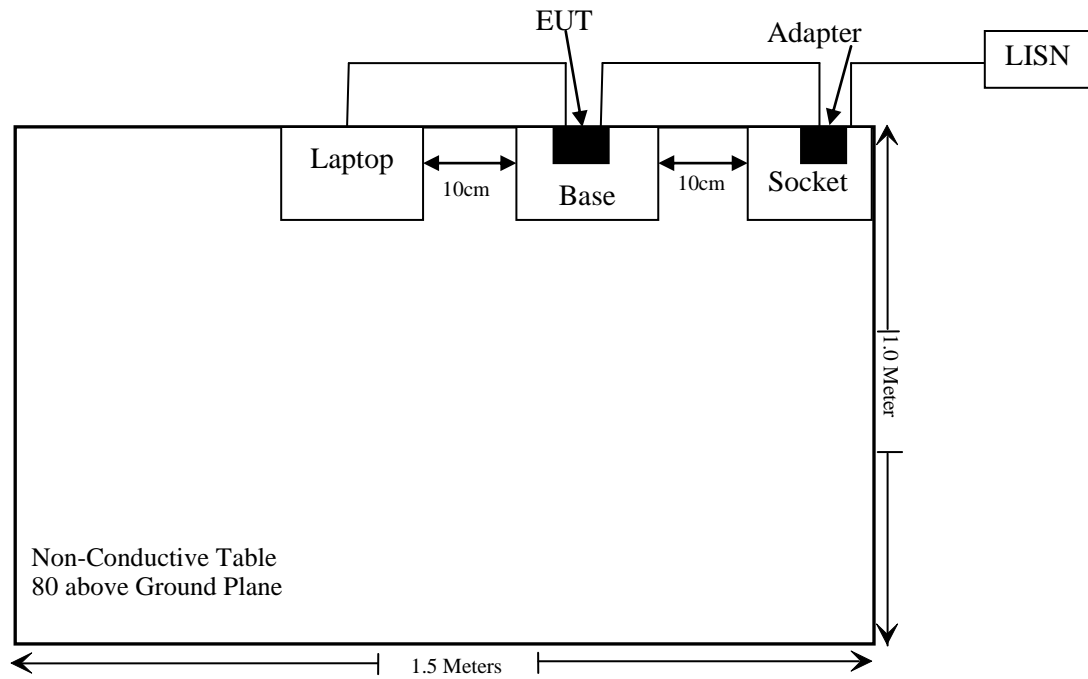 EUT
Adapter
LISN
Laptop
10cm
Base
10cm
Socket
1.0 Meter
Non-Conductive Table
80 above Ground Plane
1.5 Meters